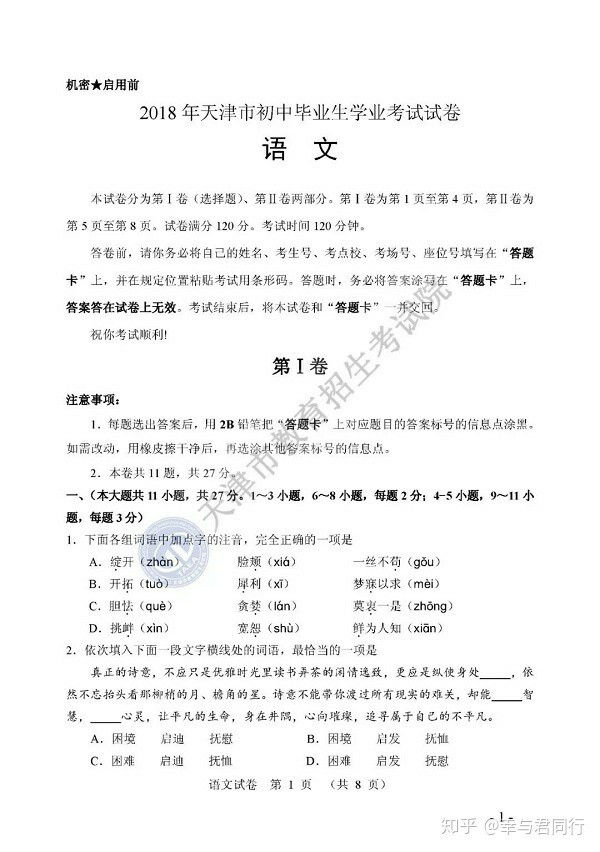 机密★启用前
2018 年天津市初中毕业生学业考试试卷
语 文
本试卷分为第Ⅰ卷（选择题）、第Ⅱ卷两部分。第Ⅰ卷为第 1 页至第 4 页，第Ⅱ卷为
第 5 页至第 8 页。试卷满分 120 分。考试时间 120 分钟。
答卷前，请你务必将自己的姓名、考生号、考点校、考场号、座位号填写在“答题
卡”上，并在规定位置粘贴考试用条形码。答题时，务必将答案涂写在“答题卡”上，
答案答在试卷上无效。考试结束后，将本试卷和“答题卡”一并交回。
祝你考试顺利!
第Ⅰ卷
注意事项：
1．每题选出答案后，用 2B 铅笔把“答题卡”上对应题目的答案标号的信息点涂黑。
如需改动，用橡皮擦干净后，再选涂其他答案标号的信息点。
2．本卷共 11 题，共 27 分。
一、（本大题共 11 小题，共 27 分。1～3 小题，6～8 小题，每题 2 分；4-5 小题，9～11 小
题，每题 3 分）
1．下面各组词语中加点字的注音，完全正确的一项是
A．绽开（zhàn） 脸颊（xiá） 一丝不苟（gǒu）
B．开拓（tuò） 犀利（xī） 梦寐以求（mèi）
C．胆怯（què） 贪婪（lán） 莫衷一是（zhōng）
D．挑衅（xìn） 宽恕（shù） 鲜为人知（xiān）
2．依次填入下面一段文字横线处的词语，最恰当的一项是
真正的诗意，不应只是优雅时光里读书弄茶的闲情逸致，更应是纵使身处_____，依
然不忘抬头看那柳梢的月、檐角的星。诗意不能带你渡过所有现实的难关，却能_____智
慧，_____心灵，让平凡的生命，身在井隅，心向璀璨，追寻属于自己的不平凡。
A．困境 启迪 抚慰 B．困境 启发 抚恤
C．困难 启迪 抚慰 D．困难 启发 抚恤
语文试卷 第 1 页 （共 8 页）
- 1 -
天津市教育招生考试院
知乎 @幸与君同行